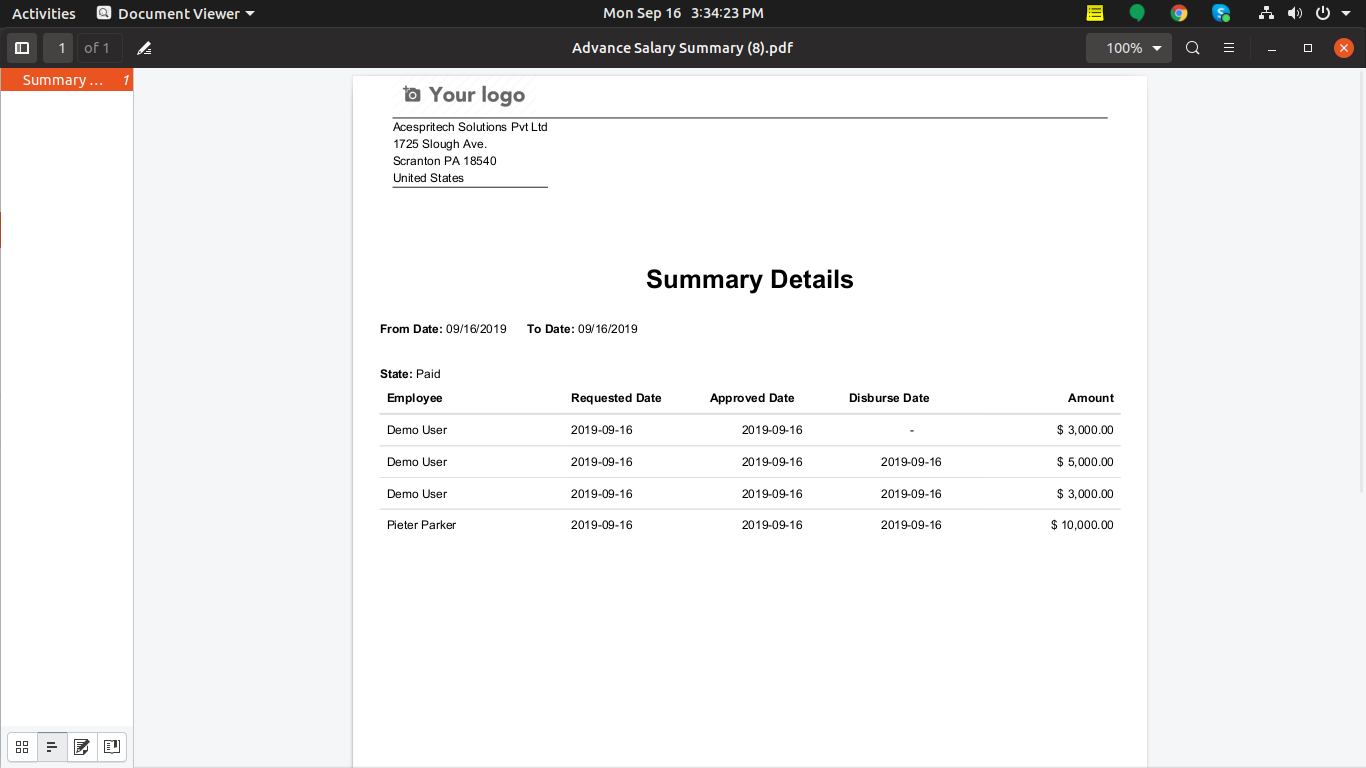 Activities Document Viewer Mon Sep 16 3:34:23 PM
1 of 1 Advance Salary Summary (8).pdf 100%
Summary ... 1
Your logo
Acespritech Solutions Pvt Ltd
1725 Slough Ave.
Scranton PA 18540
United States
Summary Details
From Date: 09/16/2019 To Date: 09/16/2019
State: Paid
Employee Requested Date Approved Date Disburse Date Amount
Demo User 2019-09-16 2019-09-16 - $ 3,000.00
Demo User 2019-09-16 2019-09-16 2019-09-16 $ 5,000.00
Demo User 2019-09-16 2019-09-16 2019-09-16 $ 3,000.00
Pieter Parker 2019-09-16 2019-09-16 2019-09-16 $ 10,000.00